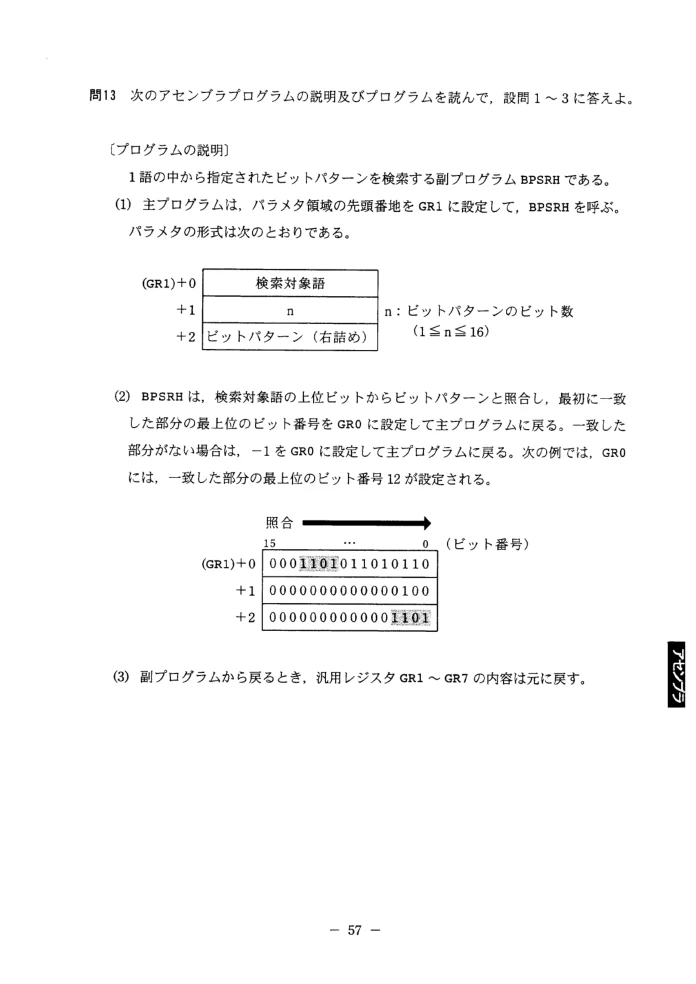 問13 次のアセンブラプログラムの説明及びプログラムを読んで，設問1～3に答えよ。
〔プログラムの説明〕
1語の中から指定されたビットパターンを検索する副プログラム BPSRH である。
(1) 主プログラムは，パラメタ領域の先頭番地を GR1 に設定して，BPSRH を呼ぶ。
パラメタの形式は次のとおりである。
(GR1)+0 検索対象語
+1 n n：ビットパターンのビット数
+2 ビットパターン（右詰め） （1≦n≦16）
(2) BPSRH は，検索対象語の上位ビットからビットパターンと照合し，最初に一致
した部分の最上位のビット番号を GR0 に設定して主プログラムに戻る。一致した
部分がない場合は，－1 を GR0 に設定して主プログラムに戻る。次の例では，GR0
には，一致した部分の最上位のビット番号 12 が設定される。
照合
15 … 0 （ビット番号）
(GR1)+0 0001101011010110
+1 0000000000000100
+2 0000000000001101
(3) 副プログラムから戻るとき，汎用レジスタ GR1 ～ GR7 の内容は元に戻す。
アセンブラ
－ 57 －